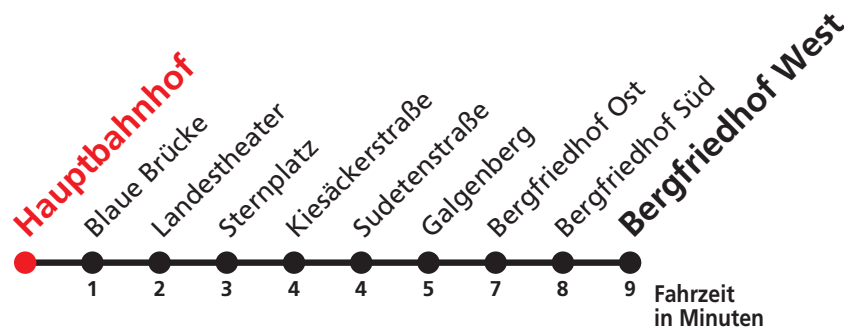 Hauptbahnhof
Blaue Brücke
Landestheater
Sternplatz
Kiesäckerstraße
Sudetenstraße
Galgenberg
Bergfriedhof Ost
Bergfriedhof Süd
Bergfriedhof West
1 2 3 4 4 5 7 8 9
Fahrzeit
in Minuten